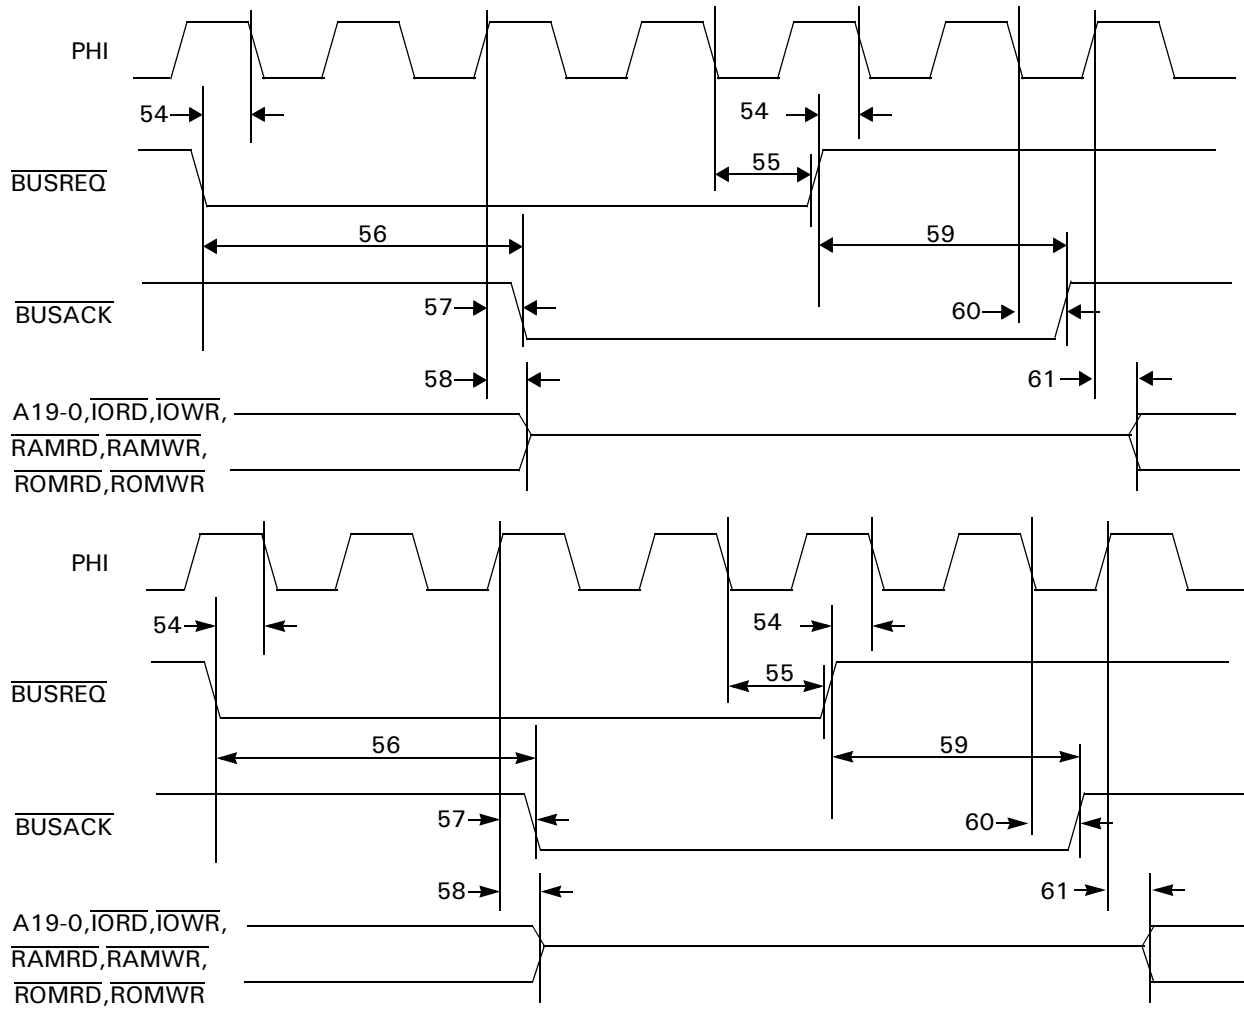 PHI
54
54
55
BUSREQ
56
59
BUSACK
57
60
58
61
A19-0,IORD,IOWR,
RAMRD,RAMWR,
ROMRD,ROMWR
PHI
54
54
55
BUSREQ
56
59
BUSACK
57
60
58
61
A19-0,IORD,IOWR,
RAMRD,RAMWR,
ROMRD,ROMWR